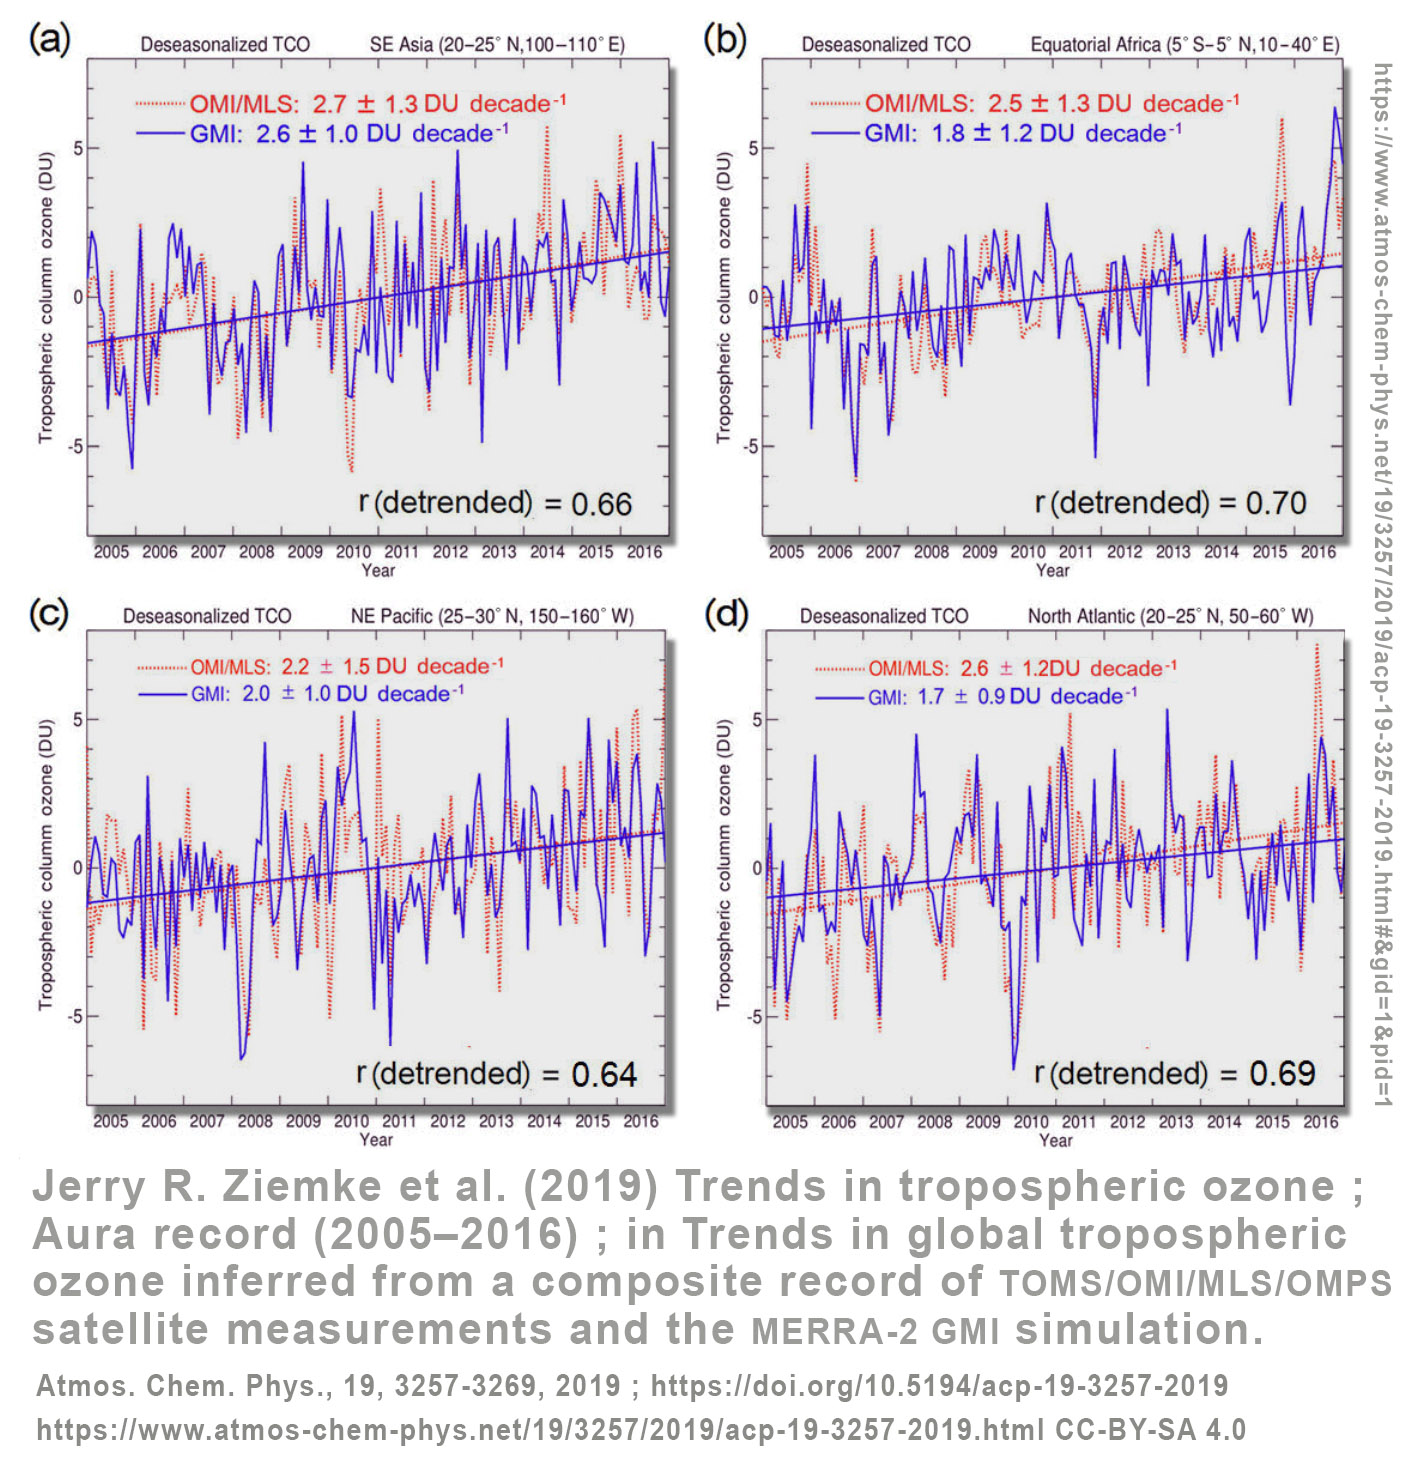 (a) Deseasonalized TCO SE Asia (20–25° N,100–110° E)
OMI/MLS: 2.7 ± 1.3 DU decade-1
GMI: 2.6 ± 1.0 DU decade-1
Tropospheric columm ozone (DU)
5
0
-5
r (detrended) = 0.66
2005 2006 2007 2008 2009 2010 2011 2012 2014 2015 2016
Year
(b) Deseasonalized TCO Equatorial Africa (5° S–5° N,10–40° E)
OMI/MLS: 2.5 ± 1.3 DU decade-1
GMI: 1.8 ± 1.2 DU decade-1
Tropospheric column ozone (DU)
5
0
-5
r (detrended) = 0.70
2005 2006 2007 2008 2009 2010 2011 2012 2013 2014 2015 2016
Year
(c) Deseasonalized TCO NE Pacific (25–30° N, 150–160° W)
OMI/MLS: 2.2 ± 1.5 DU decade-1
GMI: 2.0 ± 1.0 DU decade-1
Tropospheric column ozone (DU)
5
0
-5
r (detrended) = 0.64
2005 2006 2007 2008 2009 2010 2011 2012 2013 2014 2015 2016
Year
(d) Deseasonalized TCO North Atlantic (20–25° N, 50–60° W)
OMI/MLS: 2.6 ± 1.2DU decade-1
GMI: 1.7 ± 0.9 DU decade-1
Tropospheric column ozone (DU)
5
0
-5
r (detrended) = 0.69
2005 2006 2007 2008 2009 2010 2011 2012 2013 2014 2015 2016
Year
https://www.atmos-chem-phys.net/19/3257/2019/acp-19-3257-2019.html#&gid=1&pid=1
Jerry R. Ziemke et al. (2019) Trends in tropospheric ozone ;
Aura record (2005–2016) ; in Trends in global tropospheric
ozone inferred from a composite record of TOMS/OMI/MLS/OMPS
satellite measurements and the MERRA-2 GMI simulation.
Atmos. Chem. Phys., 19, 3257-3269, 2019 ; https://doi.org/10.5194/acp-19-3257-2019
https://www.atmos-chem-phys.net/19/3257/2019/acp-19-3257-2019.html CC-BY-SA 4.0